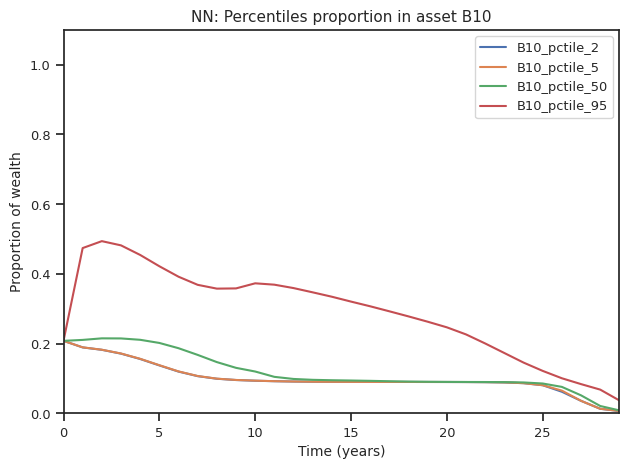 NN: Percentiles proportion in asset B10
B10_pctile_2
B10_pctile_5
B10_pctile_50
B10_pctile_95
Proportion of wealth
1.0
0.8
0.6
0.4
0.2
0.0
0 5 10 15 20 25
Time (years)